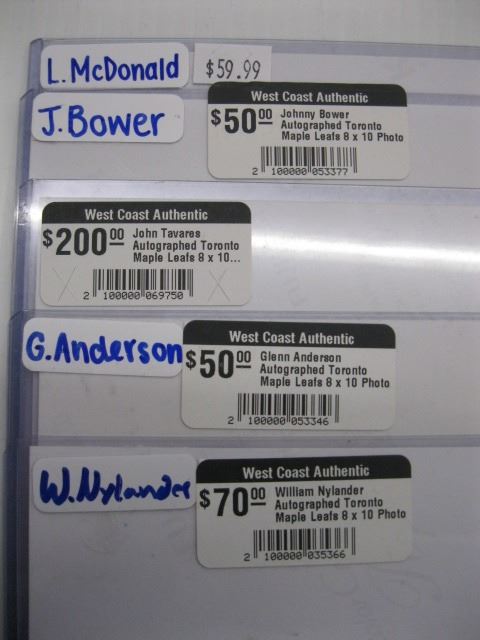 L. McDonald $59.99
J. Bower
West Coast Authentic
$50.00 Johnny Bower
Autographed Toronto
Maple Leafs 8 x 10 Photo
2 100000 053377
West Coast Authentic
$200.00 John Tavares
Autographed Toronto
Maple Leafs 8 x 10...
2 100000 069750
G. Anderson
West Coast Authentic
$50.00 Glenn Anderson
Autographed Toronto
Maple Leafs 8 x 10 Photo
2 100000 053346
W. Nylander
West Coast Authentic
$70.00 William Nylander
Autographed Toronto
Maple Leafs 8 x 10 Photo
2 100000 035366